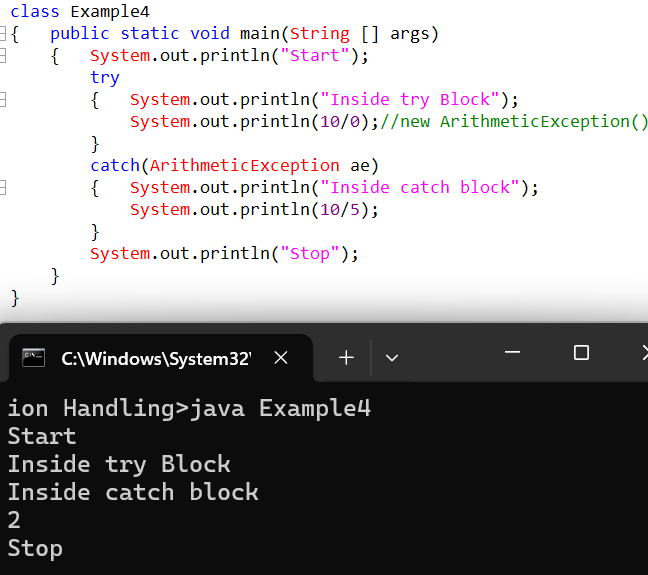 class Example4
{   public static void main(String [] args)
    {   System.out.println("Start");
        try
        {   System.out.println("Inside try Block");
            System.out.println(10/0);//new ArithmeticException()
        }
        catch(ArithmeticException ae)
        {   System.out.println("Inside catch block");
            System.out.println(10/5);
        }
        System.out.println("Stop");
    }
}
C:\Windows\System32\
ion Handling>java Example4
Start
Inside try Block
Inside catch block
2
Stop